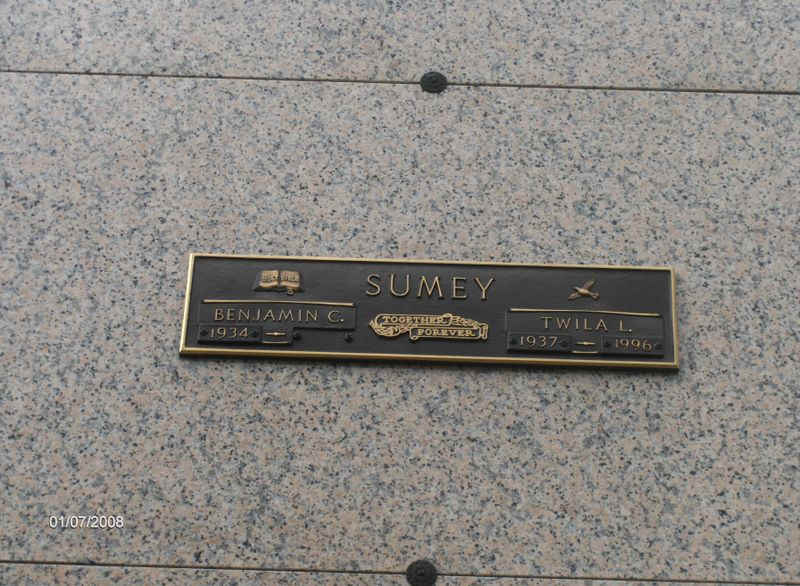 SUMEY
BENJAMIN C.
1934
TOGETHER
FOREVER
TWILA L.
1937 1996
01/07/2008